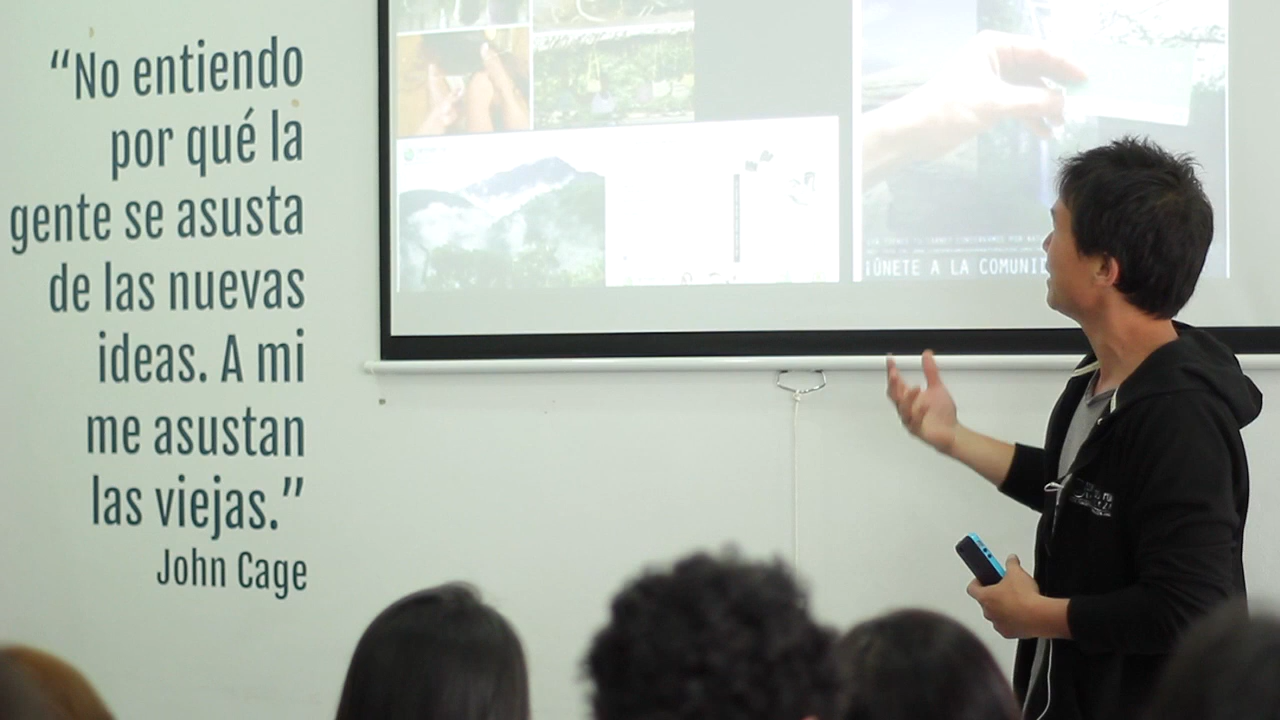 “No entiendo
por qué la
gente se asusta
de las nuevas
ideas. A mi
me asustan
las viejas.”
John Cage
¡ÚNETE A LA